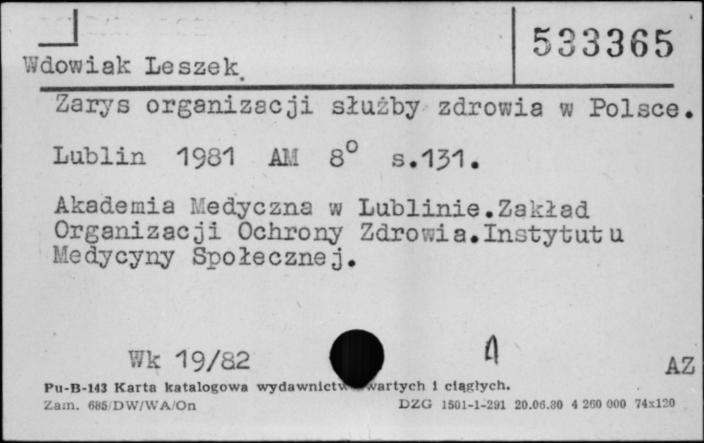 533365
Wdowiak Leszek.
Zarys organizacji służby zdrowia w Polsce.
Lublin 1981 AM 8° s.131.
Akademia Medyczna w Lublinie.Zakład
Organizacji Ochrony Zdrowia.Instytutu
Medycyny Społecznej.
Wk 19/82
AZ
Pu-B-143 Karta katalogowa wydawnictw wartych i ciągłych.
Zam. 685/DW/WA/On DZG 1501-1-291 20.06.80 4 260 000 74x120